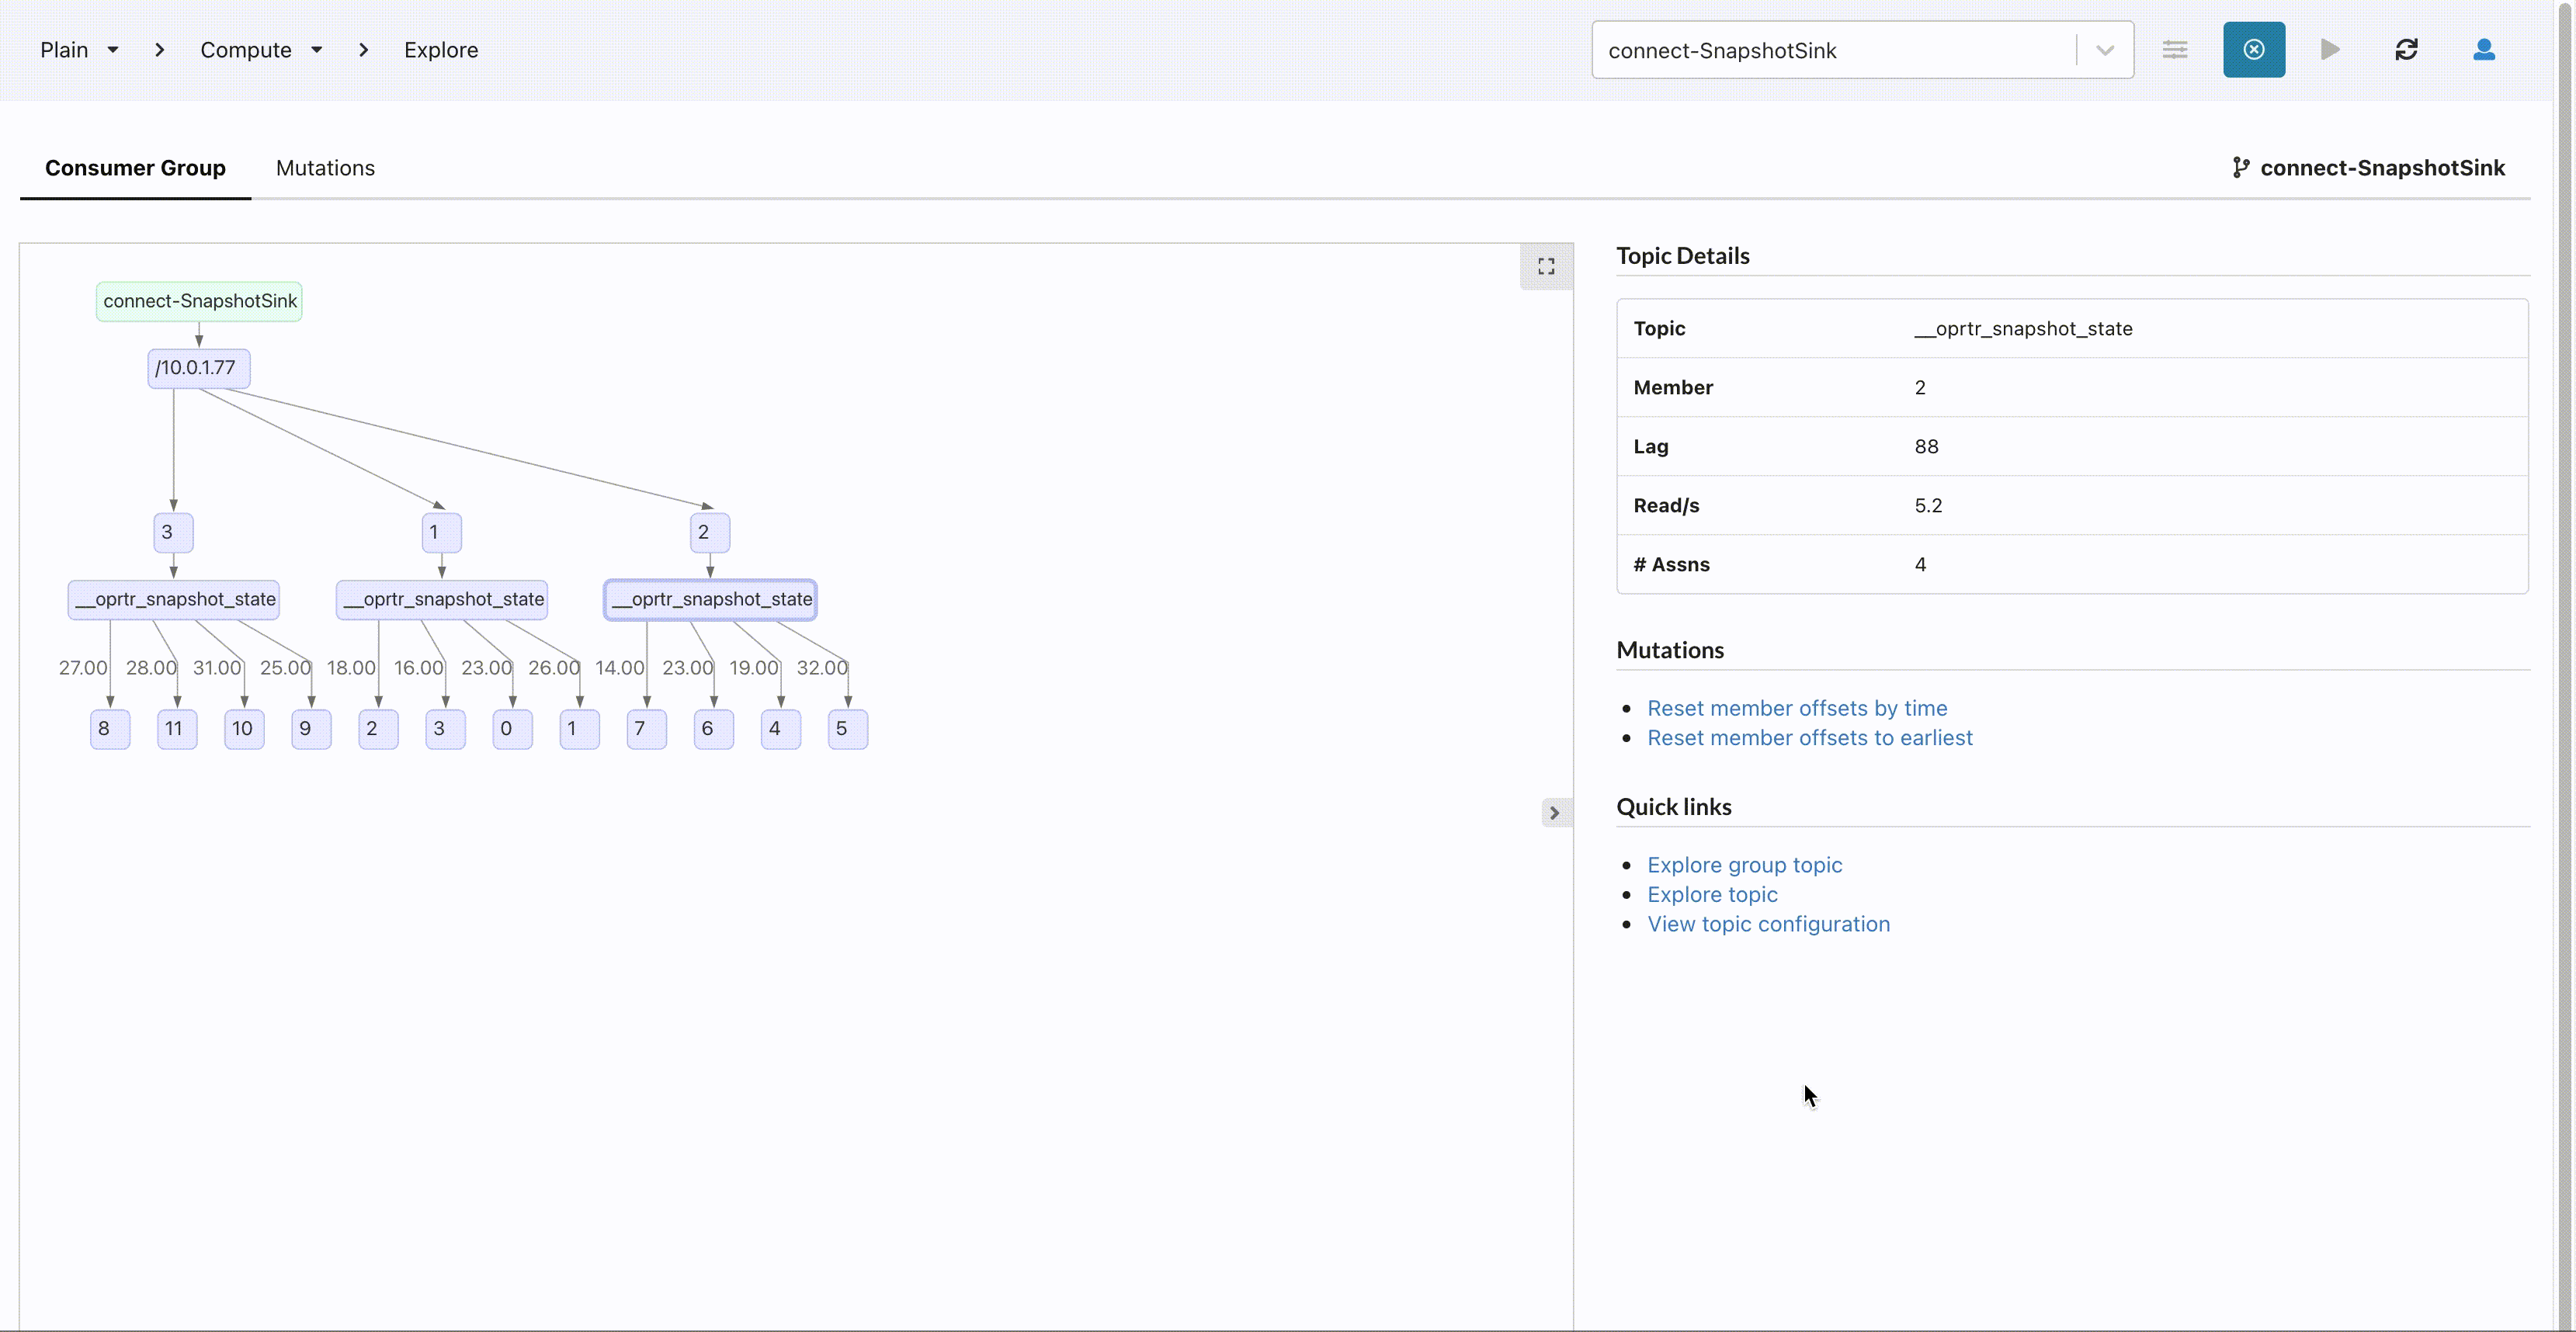 Plain > Compute > Explore
connect-SnapshotSink
Consumer Group Mutations
connect-SnapshotSink
connect-SnapshotSink
/10.0.1.77
3 1 2
__oprtr_snapshot_state __oprtr_snapshot_state __oprtr_snapshot_state
27.00 28.00 31.00 25.00 18.00 16.00 23.00 26.00 14.00 23.00 19.00 32.00
8 11 10 9 2 3 0 1 7 6 4 5
Topic Details
Topic __oprtr_snapshot_state
Member 2
Lag 88
Read/s 5.2
# Assns 4
Mutations
• Reset member offsets by time
• Reset member offsets to earliest
Quick links
• Explore group topic
• Explore topic
• View topic configuration